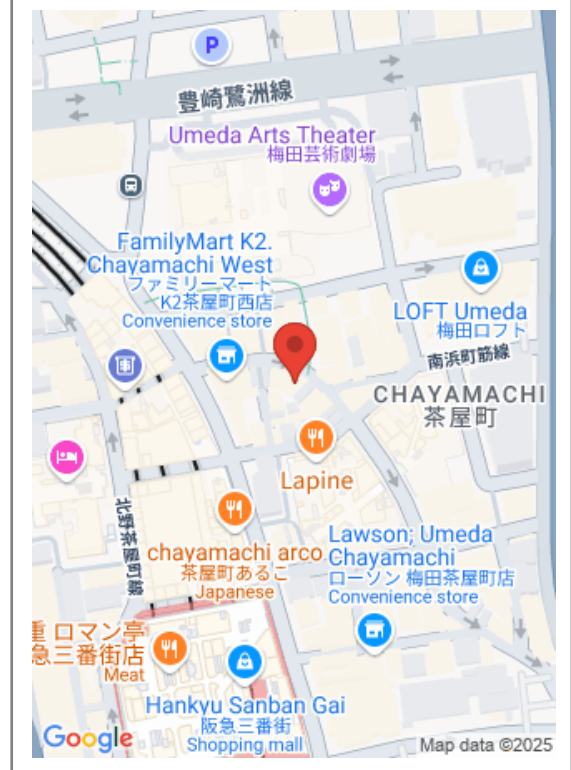 P
豊崎鷺洲線
Umeda Arts Theater
梅田芸術劇場
FamilyMart K2.
Chayamachi West
ファミリーマート
K2茶屋町西店
Convenience store
LOFT Umeda
梅田ロフト
南浜町筋線
CHAYAMACHI
茶屋町
Lapine
北野茶屋町線
chayamachi arco
茶屋町あるこ
Japanese
Lawson; Umeda
Chayamachi
ローソン 梅田茶屋町店
Convenience store
重 ロマン亭
急三番街店
Meat
Hankyu Sanban Gai
阪急三番街
Shopping mall
Google
Map data ©2025